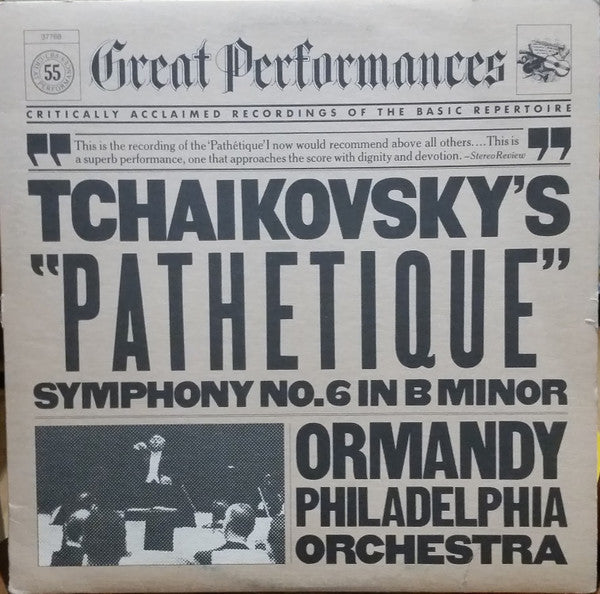 37768
55
Great Performances
CRITICALLY ACCLAIMED RECORDINGS OF THE BASIC REPERTOIRE
"This is the recording of the 'Pathétique' I now would recommend above all others....This is
a superb performance, one that approaches the score with dignity and devotion. –Stereo Review"
TCHAIKOVSKY'S
"PATHETIQUE"
SYMPHONY NO.6 IN B MINOR
ORMANDY
PHILADELPHIA
ORCHESTRA